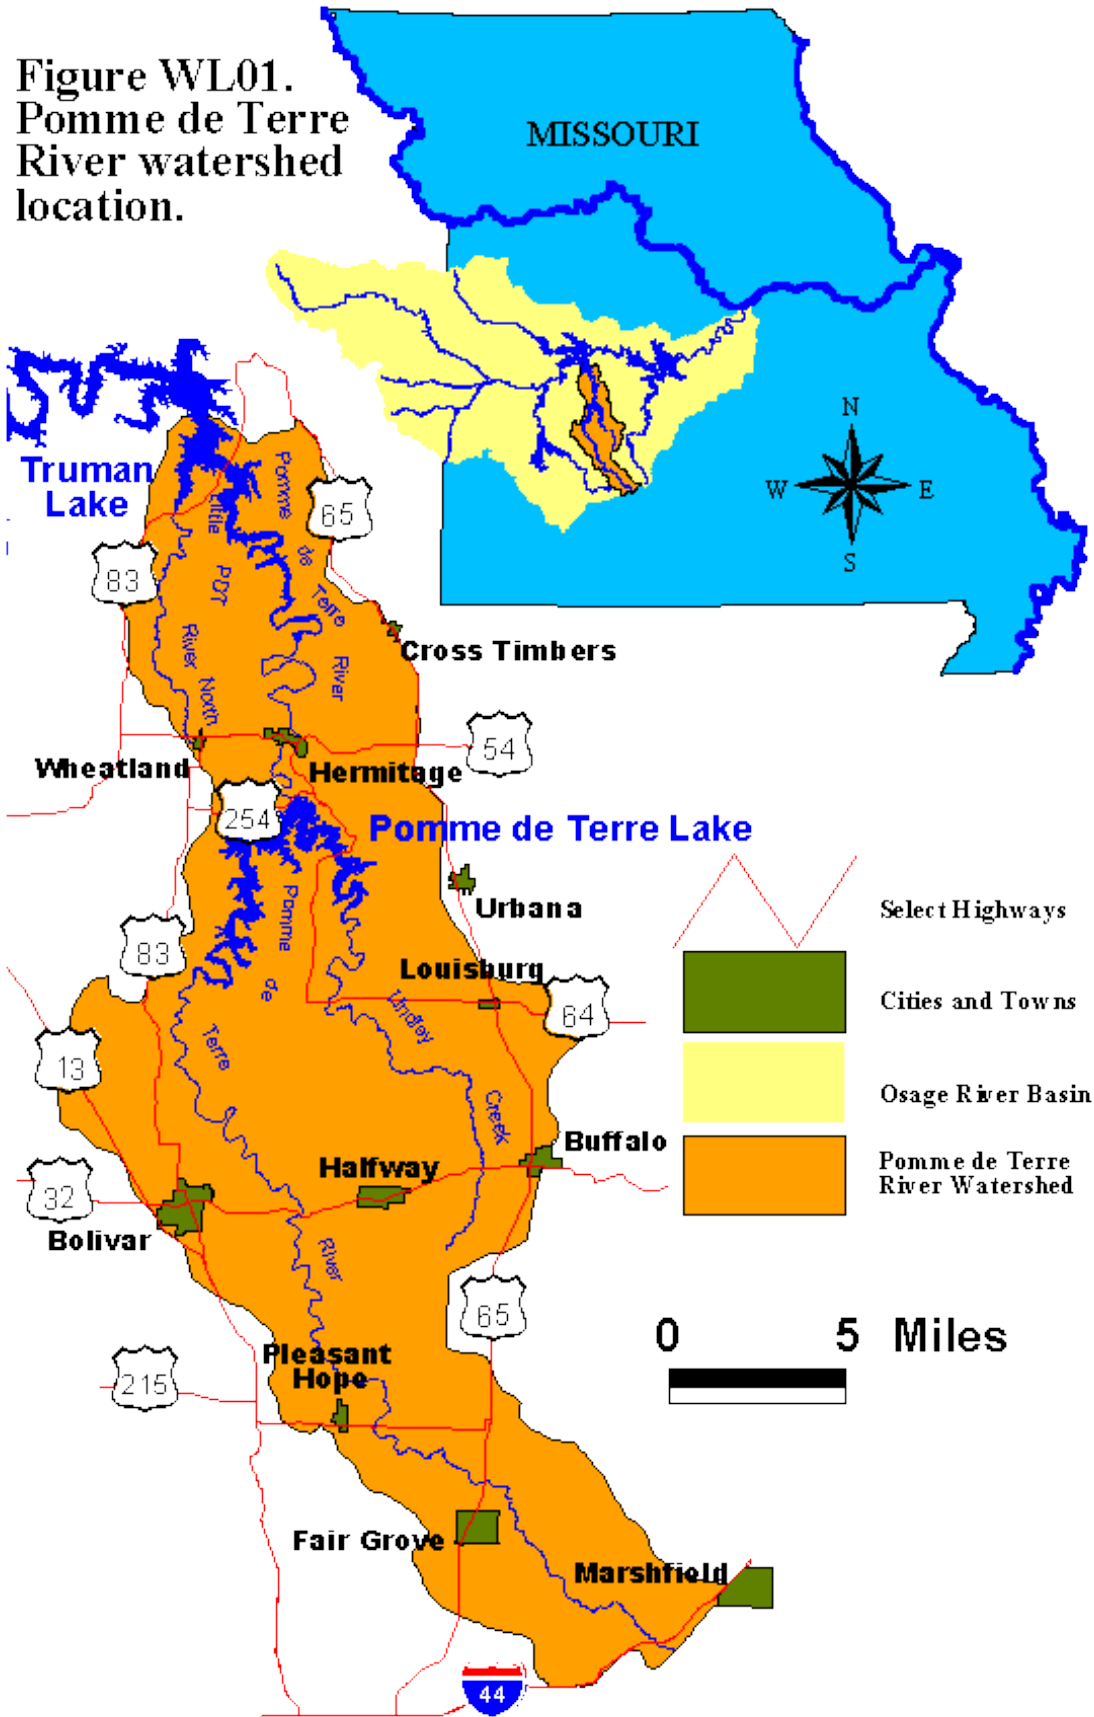 Figure WL01.
Pomme de Terre
River watershed
location.
MISSOURI
N
W
E
S
Truman
Lake
Little
PDT
River
North
Pomme
de
Terre
River
65
83
Cross Timbers
54
Wheatland
Hermitage
254
Pomme de Terre Lake
Urbana
83
Pomme
de
Terre
River
Louisburg
64
Lindley
Creek
13
Buffalo
Halfway
32
Bolivar
65
Pleasant
Hope
215
Fair Grove
Marshfield
44
Select Highways
Cities and Towns
Osage River Basin
Pomme de Terre
River Watershed
0 5 Miles